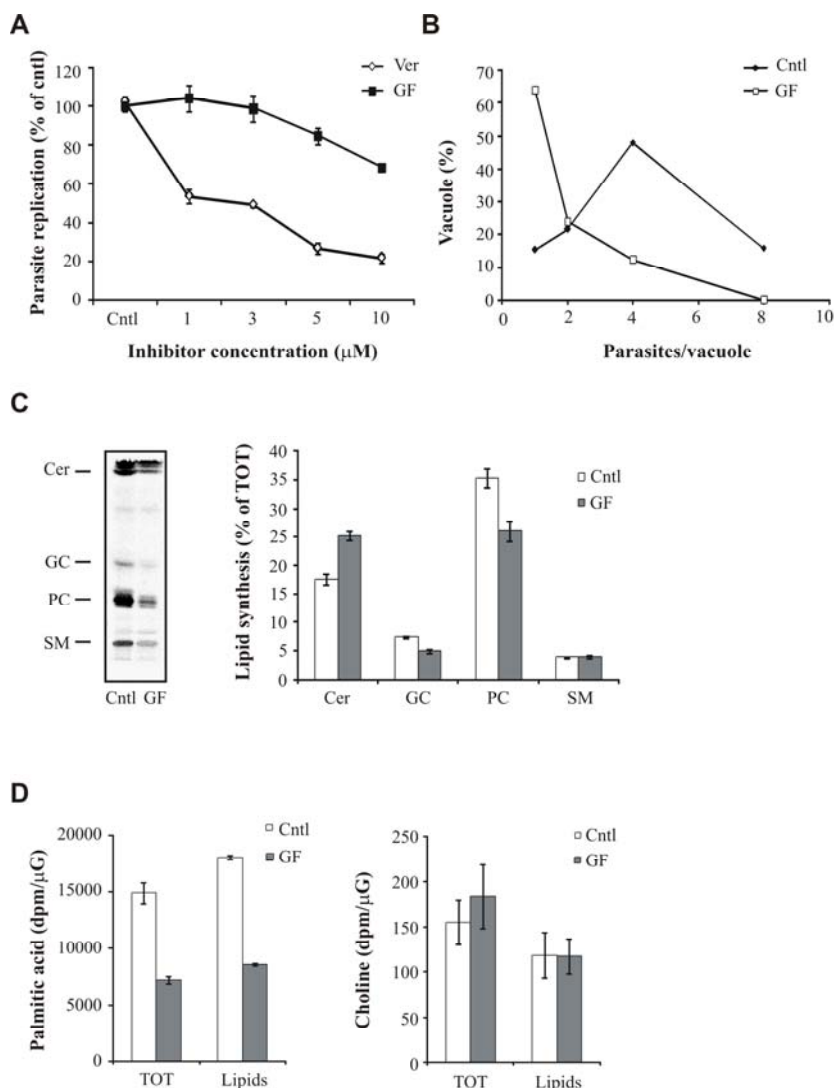 A
Ver
GF
Parasite replication (% of cntl)
120
100
80
60
40
20
0
Cntl 1 3 5 10
Inhibitor concentration (μM)
B
Cntl
GF
Vacuole (%)
70
60
50
40
30
20
10
0
0 2 4 6 8 10
Parasites/vacuole
C
Cer
GC
PC
SM
Cntl GF
Lipid synthesis (% of TOT)
40
35
30
25
20
15
10
5
0
Cntl
GF
Cer GC PC SM
D
Palmitic acid (dpm/μG)
20000
15000
10000
5000
0
Cntl
GF
TOT Lipids
Choline (dpm/μG)
250
200
150
100
50
0
Cntl
GF
TOT Lipids